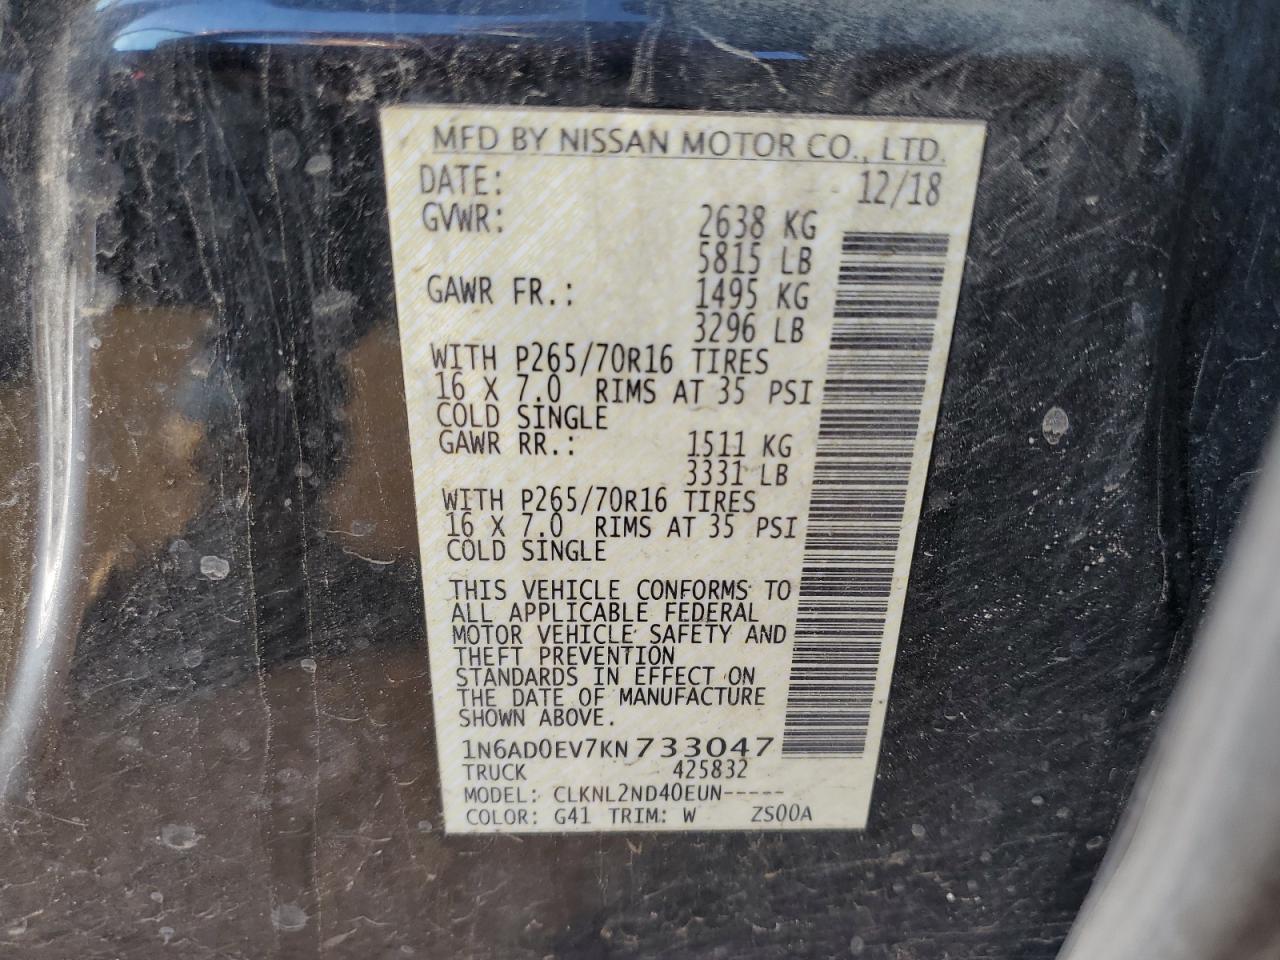 MFD BY NISSAN MOTOR CO., LTD.
DATE: 12/18
GVWR: 2638 KG
5815 LB
GAWR FR.: 1495 KG
3296 LB
WITH P265/70R16 TIRES
16 X 7.0 RIMS AT 35 PSI
COLD SINGLE
GAWR RR.: 1511 KG
3331 LB
WITH P265/70R16 TIRES
16 X 7.0 RIMS AT 35 PSI
COLD SINGLE
THIS VEHICLE CONFORMS TO
ALL APPLICABLE FEDERAL
MOTOR VEHICLE SAFETY AND
THEFT PREVENTION
STANDARDS IN EFFECT ON
THE DATE OF MANUFACTURE
SHOWN ABOVE.
1N6AD0EV7KN733047
TRUCK 425832
MODEL: CLKNL2ND40EUN-----
COLOR: G41 TRIM: W ZS00A